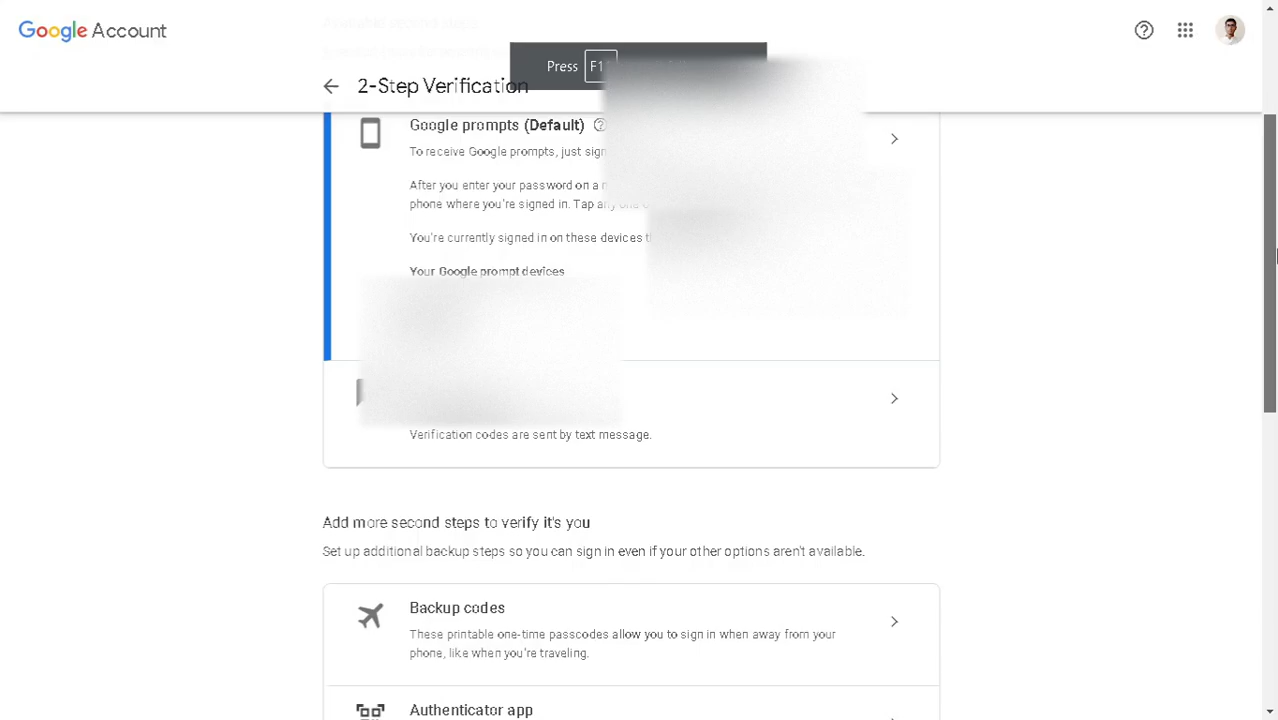 Google Account
Press F11
2-Step Verification
Google prompts (Default)
To receive Google prompts, just sign
After you enter your password on a
phone where you're signed in. Tap any one
You're currently signed in on these devices
Your Google prompt devices
Verification codes are sent by text message.
Add more second steps to verify it's you
Set up additional backup steps so you can sign in even if your other options aren't available.
Backup codes
These printable one-time passcodes allow you to sign in when away from your
phone, like when you're traveling.
Authenticator app